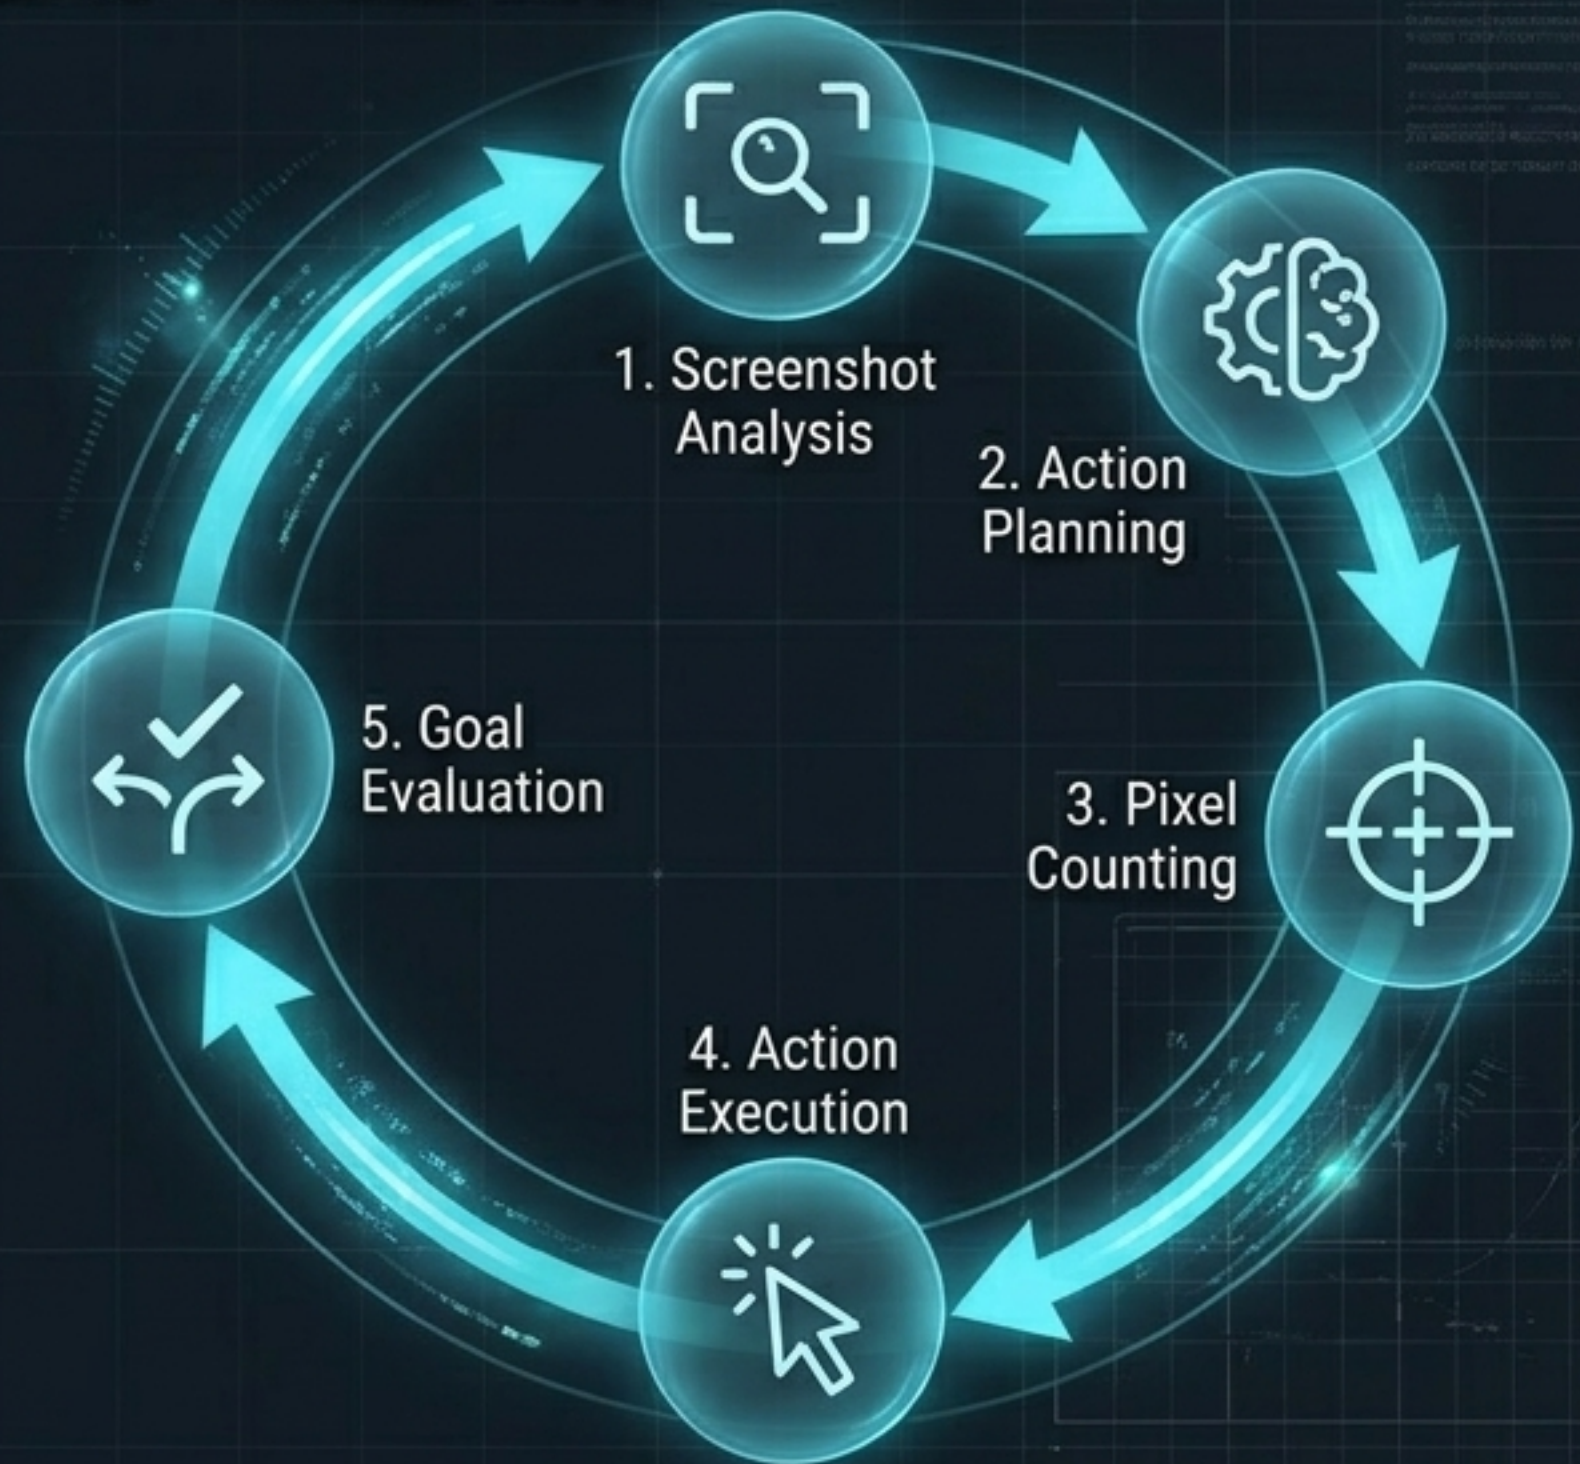 1. Screenshot
Analysis
2. Action
Planning
3. Pixel
Counting
4. Action
Execution
5. Goal
Evaluation